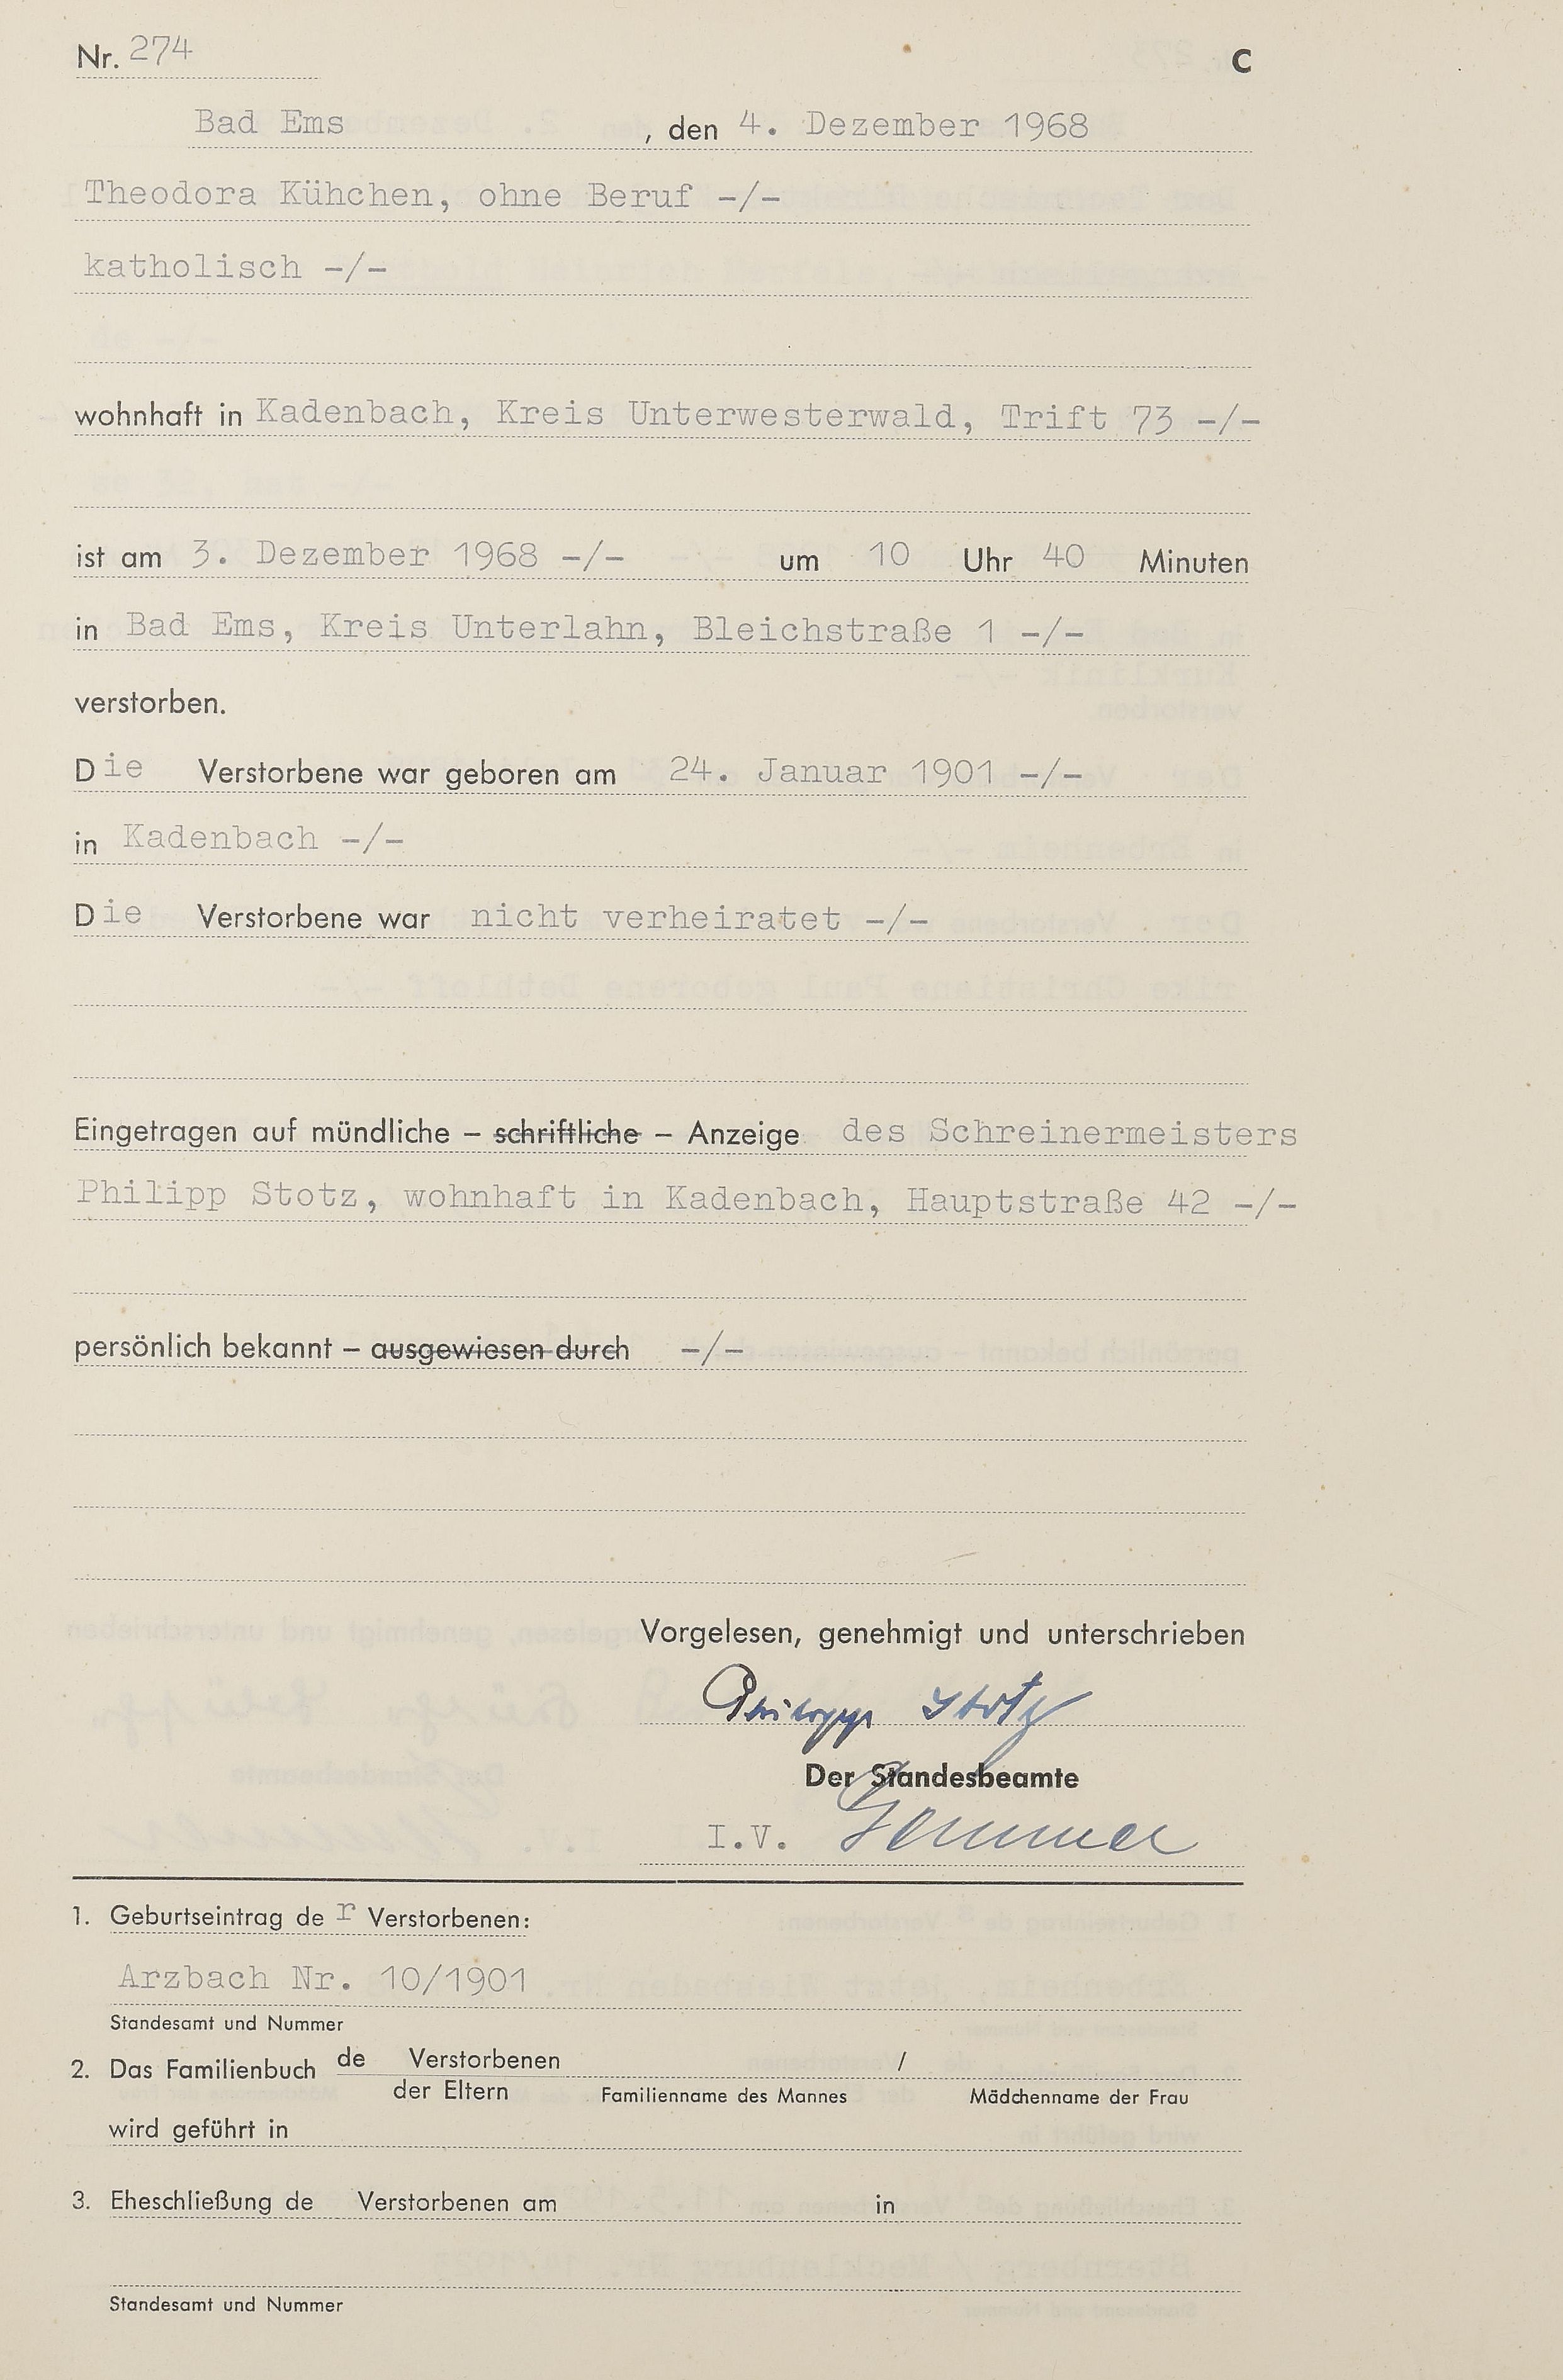 Nr. 274 C
Bad Ems , den 4. Dezember 1968
Theodora Kühchen, ohne Beruf -/-
katholisch -/-
wohnhaft in Kadenbach, Kreis Unterwesterwald, Trift 73 -/-
ist am 3. Dezember 1968 -/- um 10 Uhr 40 Minuten
in Bad Ems, Kreis Unterlahn, Bleichstraße 1 -/-
verstorben.
Die Verstorbene war geboren am 24. Januar 1901 -/-
in Kadenbach -/-
Die Verstorbene war nicht verheiratet -/-
Eingetragen auf mündliche – schriftliche – Anzeige des Schreinermeisters
Philipp Stotz, wohnhaft in Kadenbach, Hauptstraße 42 -/-
persönlich bekannt – ausgewiesen durch -/-
Vorgelesen, genehmigt und unterschrieben
Philipp Stotz
Der Standesbeamte
I.V.
1. Geburtseintrag de r Verstorbenen:
Arzbach Nr. 10/1901
Standesamt und Nummer
2. Das Familienbuch de Verstorbenen /
der Eltern Familienname des Mannes Mädchenname der Frau
wird geführt in
3. Eheschließung de Verstorbenen am in
Standesamt und Nummer